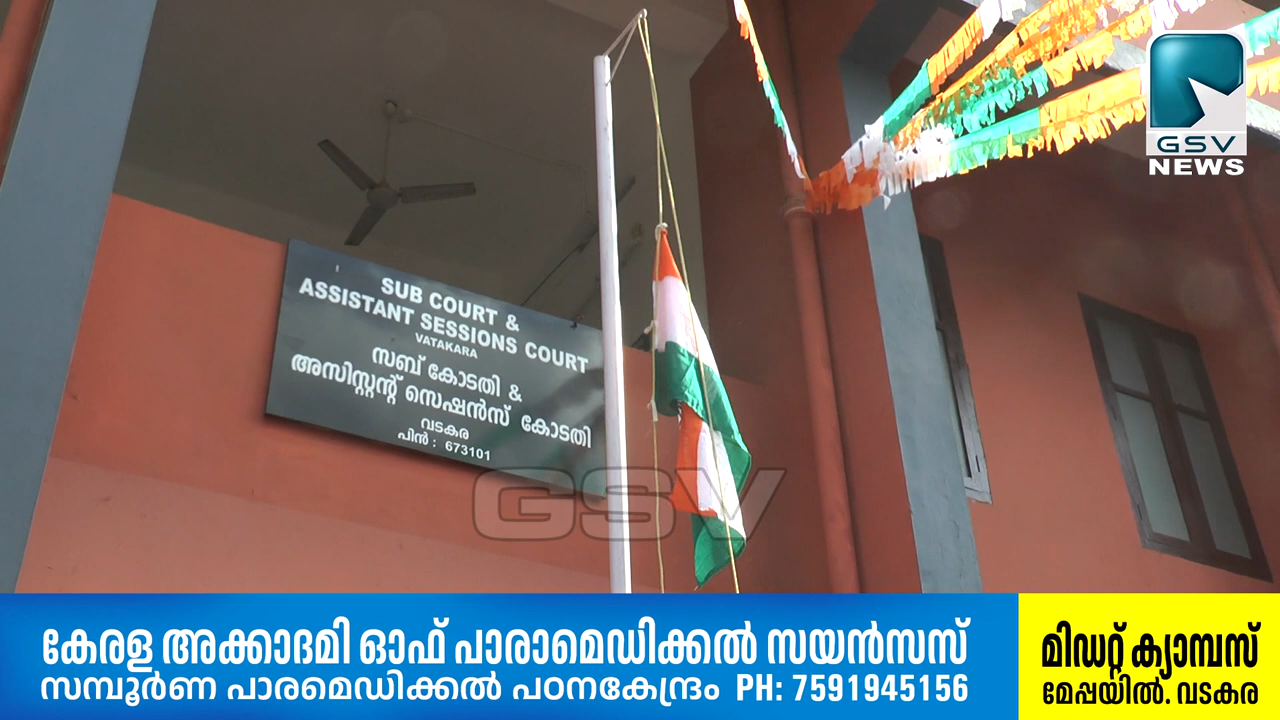 GSV
NEWS
SUB COURT &
ASSISTANT SESSIONS COURT
VATAKARA
സബ് കോടതി &
അസിസ്റ്റന്റ് സെഷൻസ് കോടതി
വടകര
പിൻ : 673101
GSV
കേരള അക്കാദമി ഓഫ് പാരാമെഡിക്കൽ സയൻസസ്
സമ്പൂർണ പാരമെഡിക്കൽ പഠനകേന്ദ്രം PH: 7591945156
മിഡറ്റ് ക്യാമ്പസ്
മേപ്പയിൽ. വടകര